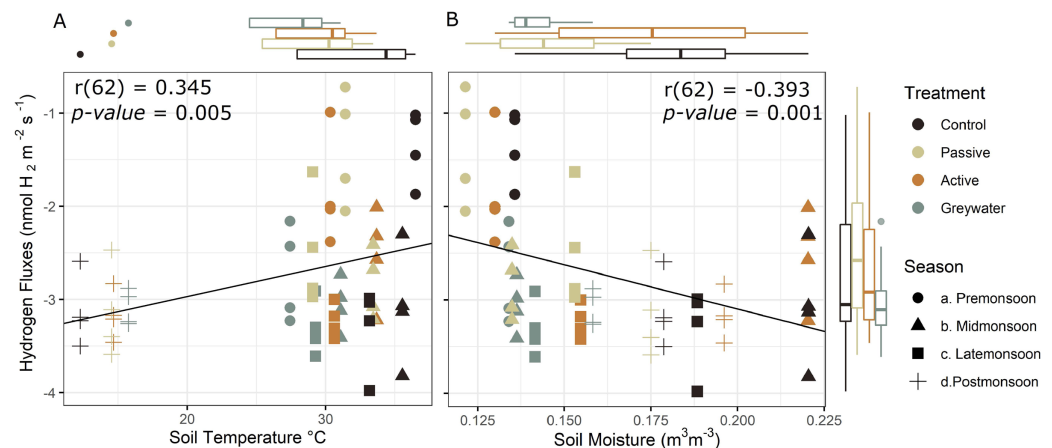 A
B
r(62) = 0.345
p-value = 0.005
r(62) = -0.393
p-value = 0.001
Hydrogen Fluxes (nmol H2 m-2 s-1)
-1
-2
-3
-4
20
30
Soil Temperature °C
0.125
0.150
0.175
0.200
0.225
Soil Moisture (m3m-3)
Treatment
Control
Passive
Active
Greywater
Season
a. Premonsoon
b. Midmonsoon
c. Latemonsoon
d.Postmonsoon